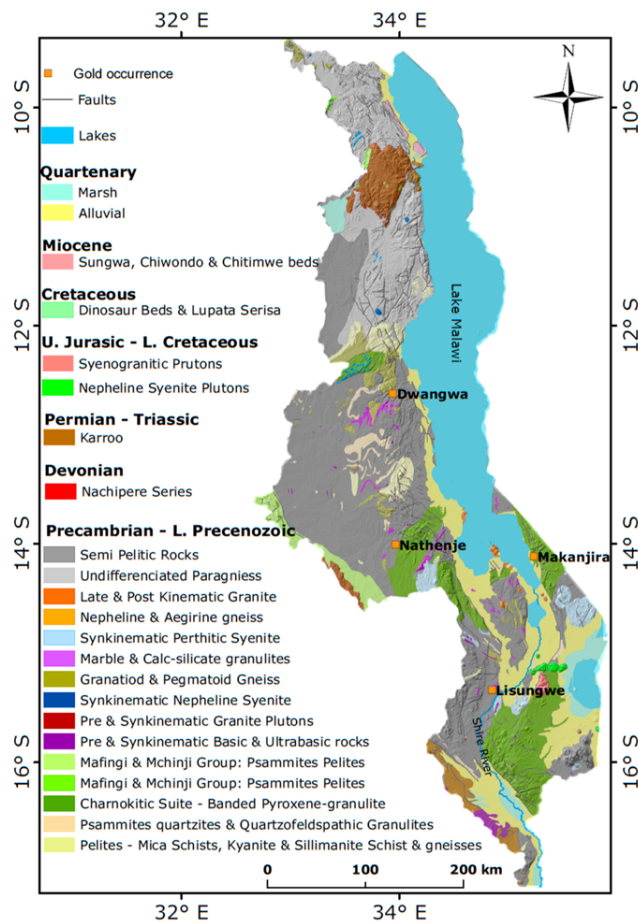 32° E
34° E
N
10° S
10° S
Gold occurrence
Faults
Lakes
Quartenary
Marsh
Alluvial
Miocene
Sungwa, Chiwondo & Chitimwe beds
Cretaceous
Dinosaur Beds & Lupata Serisa
12° S
12° S
Lake Malawi
U. Jurasic - L. Cretaceous
Syenogranitic Prutons
Nepheline Syenite Plutons
Dwangwa
Permian - Triassic
Karroo
Devonian
Nachipere Series
Precambrian - L. Precenozoic
14° S
14° S
Nathenje
Makanjira
Semi Pelitic Rocks
Undifferenciated Paragniess
Late & Post Kinematic Granite
Nepheline & Aegirine gneiss
Synkinematic Perthitic Syenite
Marble & Calc-silicate granulites
Granatiod & Pegmatoid Gneiss
Lisungwe
Synkinematic Nepheline Syenite
Pre & Synkinematic Granite Plutons
Pre & Synkinematic Basic & Ultrabasic rocks
Shire River
16° S
16° S
Mafingi & Mchinji Group: Psammites Pelites
Mafingi & Mchinji Group: Psammites Pelites
Charnokitic Suite - Banded Pyroxene-granulite
Psammites quartzites & Quartzofeldspathic Granulites
Pelites - Mica Schists, Kyanite & Sillimanite Schist & gneisses
0 100 200 km
32° E
34° E